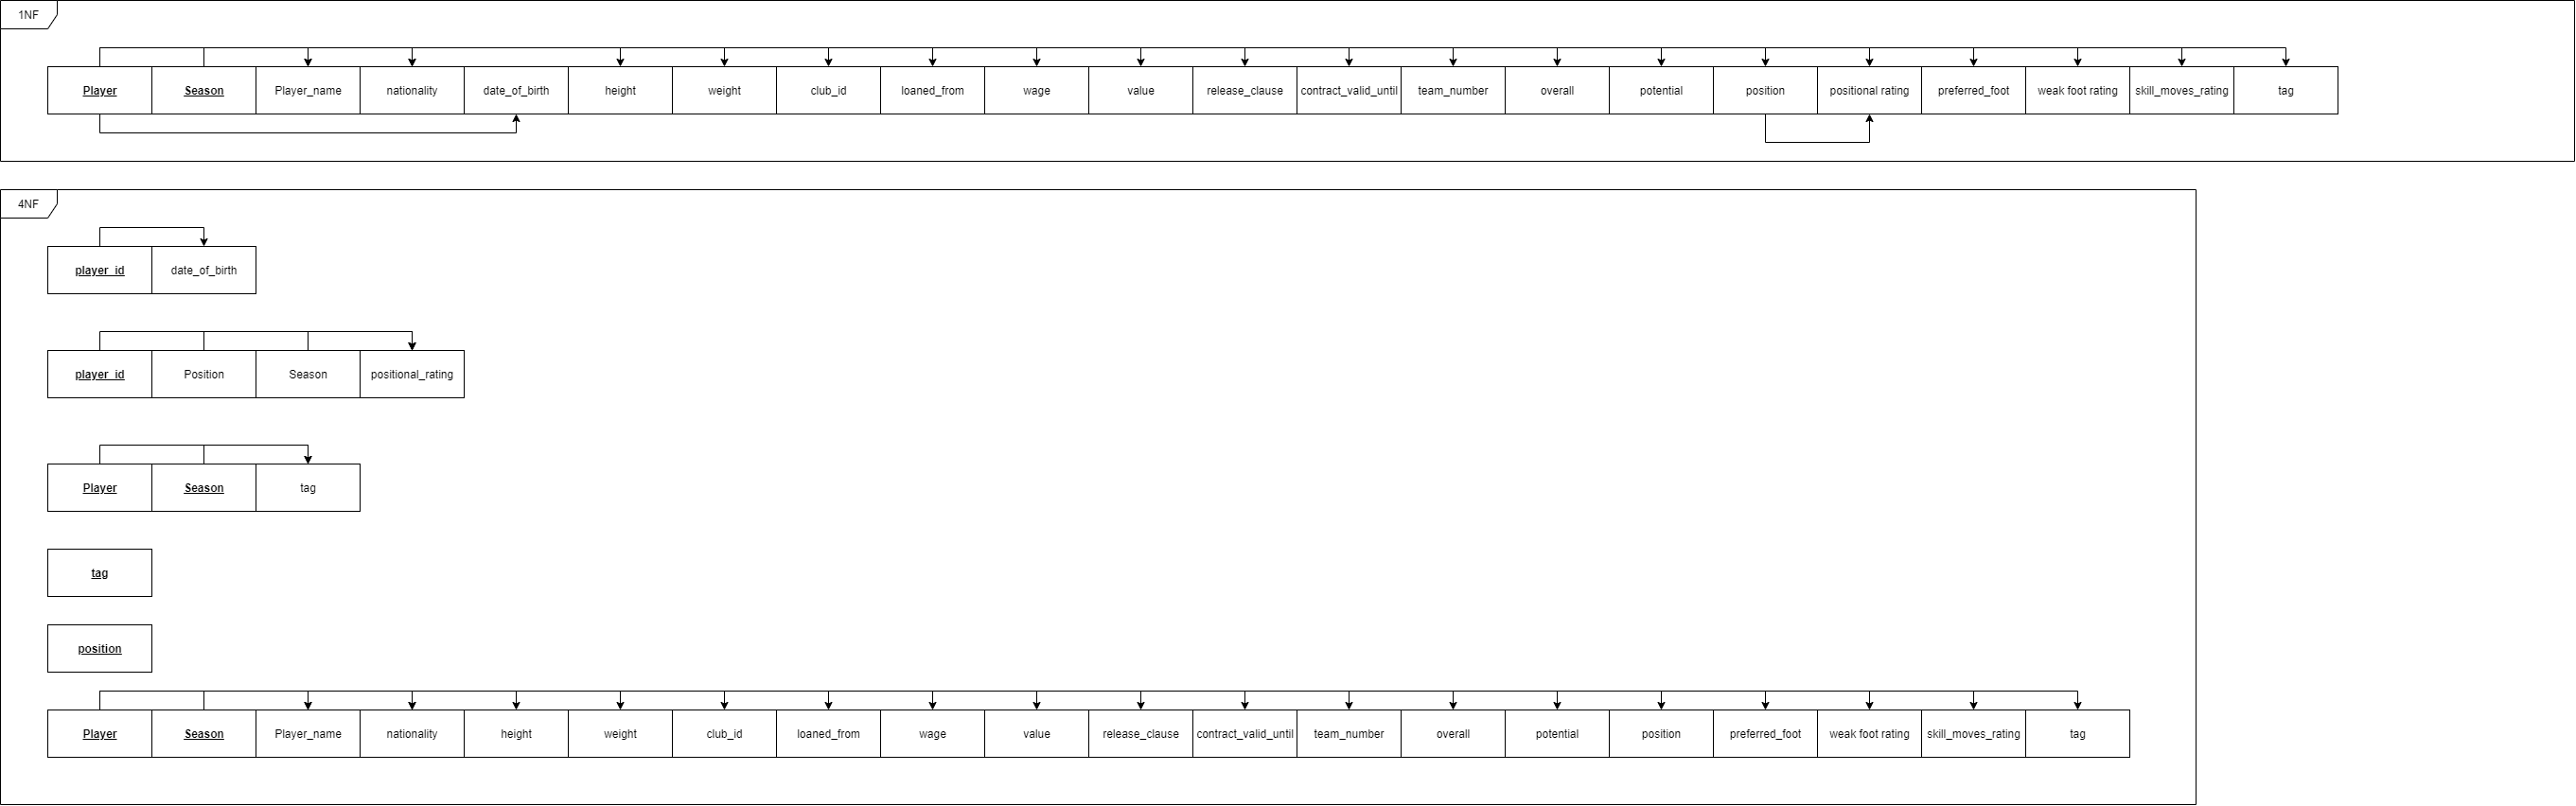 1NF
Player Season Player_name nationality date_of_birth height weight club_id loaned_from wage value release_clause contract_valid_until team_number overall potential position positional rating preferred_foot weak foot rating skill_moves_rating tag
4NF
player_id date_of_birth
player_id Position Season positional_rating
Player Season tag
tag
position
Player Season Player_name nationality height weight club_id loaned_from wage value release_clause contract_valid_until team_number overall potential position preferred_foot weak foot rating skill_moves_rating tag